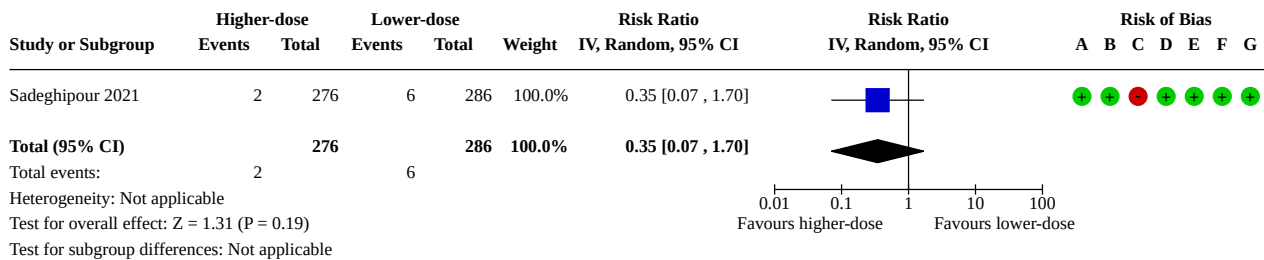 Higher-dose Lower-dose Risk Ratio Risk Ratio Risk of Bias
Study or Subgroup Events Total Events Total Weight IV, Random, 95% CI IV, Random, 95% CI A B C D E F G
Sadeghipour 2021 2 276 6 286 100.0% 0.35 [0.07 , 1.70] + + - + + + +
Total (95% CI) 276 286 100.0% 0.35 [0.07 , 1.70]
Total events: 2 6
Heterogeneity: Not applicable
0.01 0.1 1 10 100
Test for overall effect: Z = 1.31 (P = 0.19) Favours higher-dose Favours lower-dose
Test for subgroup differences: Not applicable